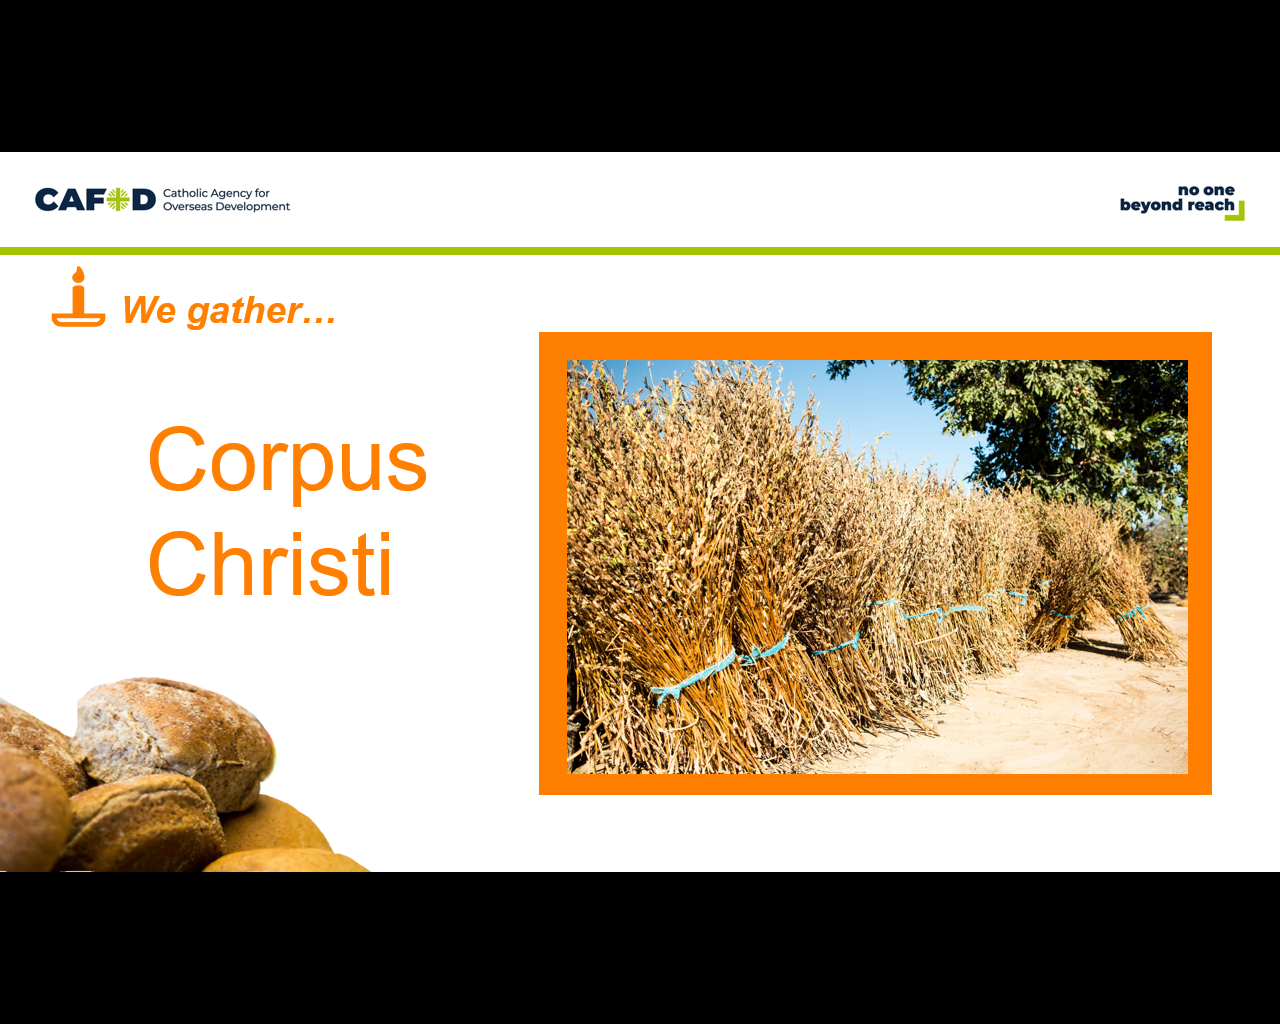 CAFOD
Catholic Agency for
Overseas Development
no one
beyond reach
We gather…
Corpus
Christi